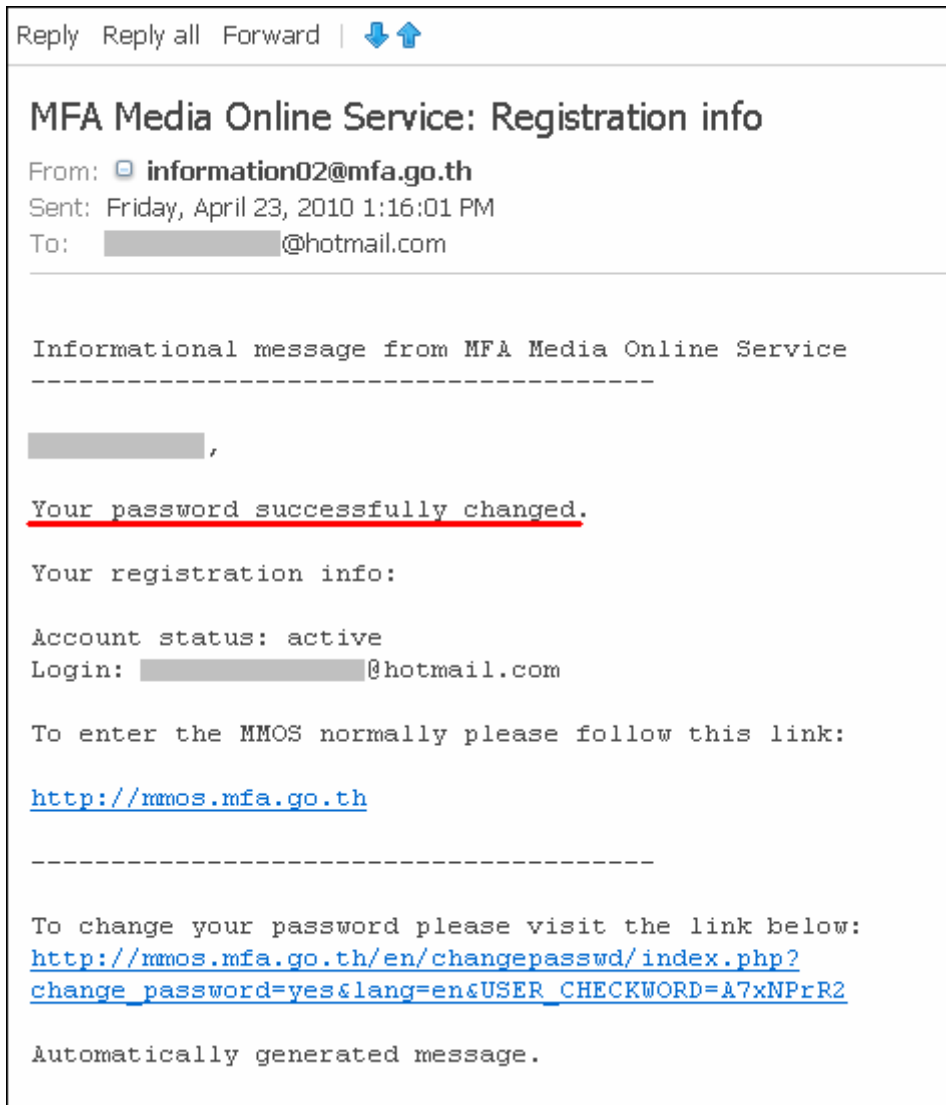 Reply Reply all Forward |
MFA Media Online Service: Registration info
From: information02@mfa.go.th
Sent: Friday, April 23, 2010 1:16:01 PM
To: @hotmail.com
Informational message from MFA Media Online Service
---------------------------------------
,
Your password successfully changed.
Your registration info:
Account status: active
Login: @hotmail.com
To enter the MMOS normally please follow this link:
http://mmos.mfa.go.th
---------------------------------------
To change your password please visit the link below:
http://mmos.mfa.go.th/en/changepasswd/index.php?
change_password=yes&lang=en&USER_CHECKWORD=A7xNPrR2
Automatically generated message.